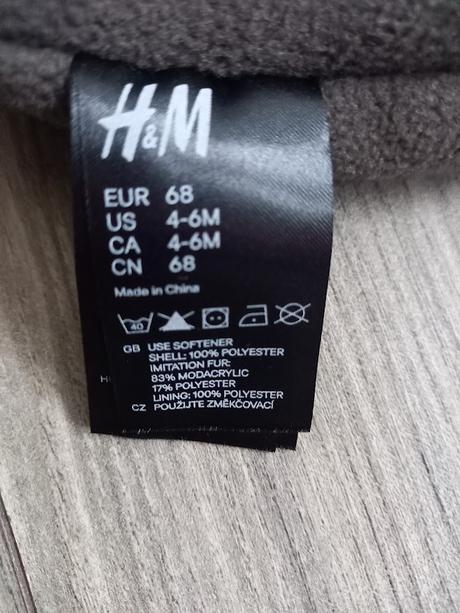 H&M
EUR 68
US 4-6M
CA 4-6M
CN 68
Made in China
40
GB USE SOFTENER
SHELL: 100% POLYESTER
IMITATION FUR:
83% MODACRYLIC
17% POLYESTER
LINING: 100% POLYESTER
CZ POUŽIJTE ZMĚKČOVACÍ